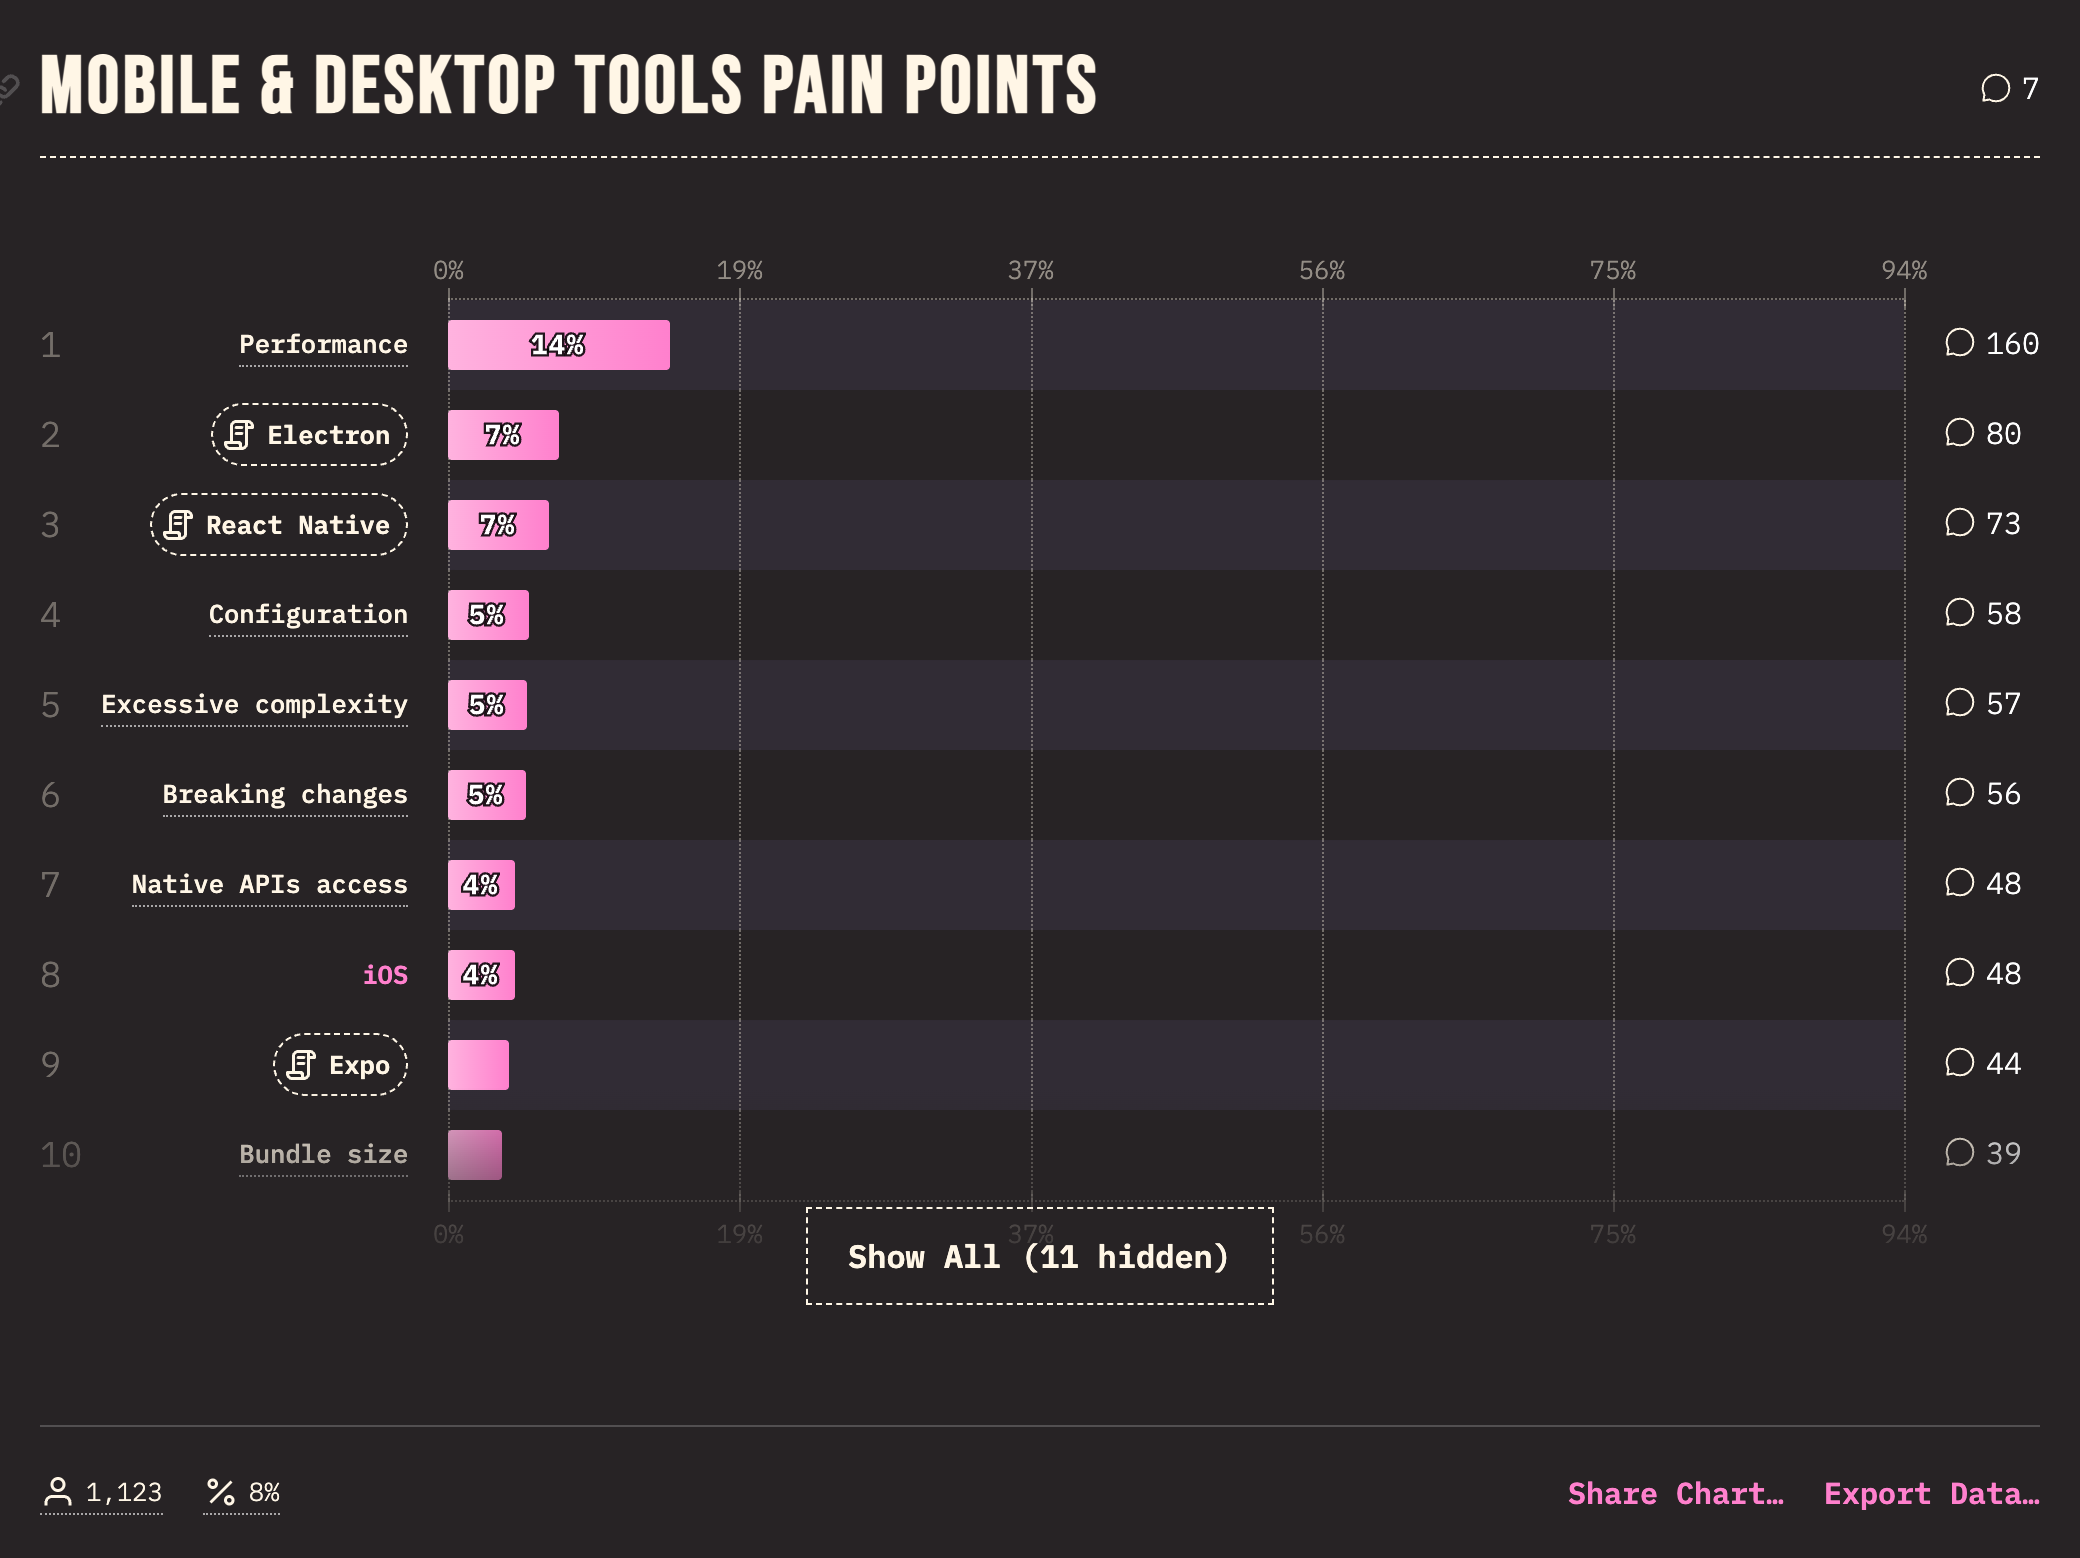 MOBILE & DESKTOP TOOLS PAIN POINTS
7
0% 19% 37% 56% 75% 94%
1 Performance 14% 160
2 Electron 7% 80
3 React Native 7% 73
4 Configuration 5% 58
5 Excessive complexity 5% 57
6 Breaking changes 5% 56
7 Native APIs access 4% 48
8 iOS 4% 48
9 Expo 44
10 Bundle size 39
0% 19% 37% 56% 75% 94%
Show All (11 hidden)
1,123 8% Share Chart… Export Data…